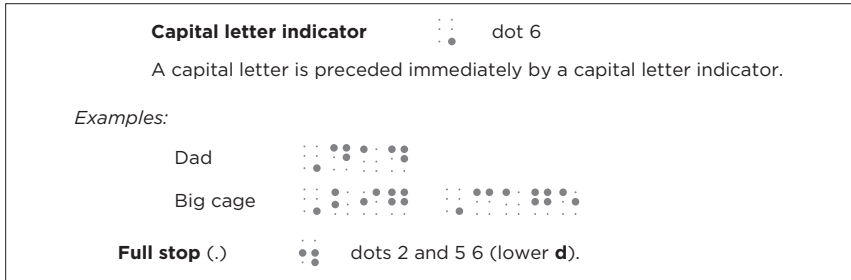 Capital letter indicator ⠠ dot 6
A capital letter is preceded immediately by a capital letter indicator.
Examples:
Dad ⠠⠙⠁⠙
Big cage ⠠⠃⠊⠛ ⠠⠉⠁⠛⠑
Full stop (.) ⠲ dots 2 and 5 6 (lower d).